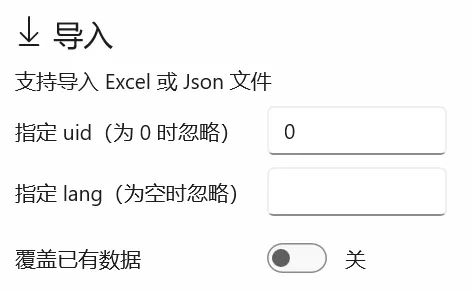 导入
支持导入 Excel 或 Json 文件
指定 uid（为 0 时忽略） 0
指定 lang（为空时忽略）
覆盖已有数据 关